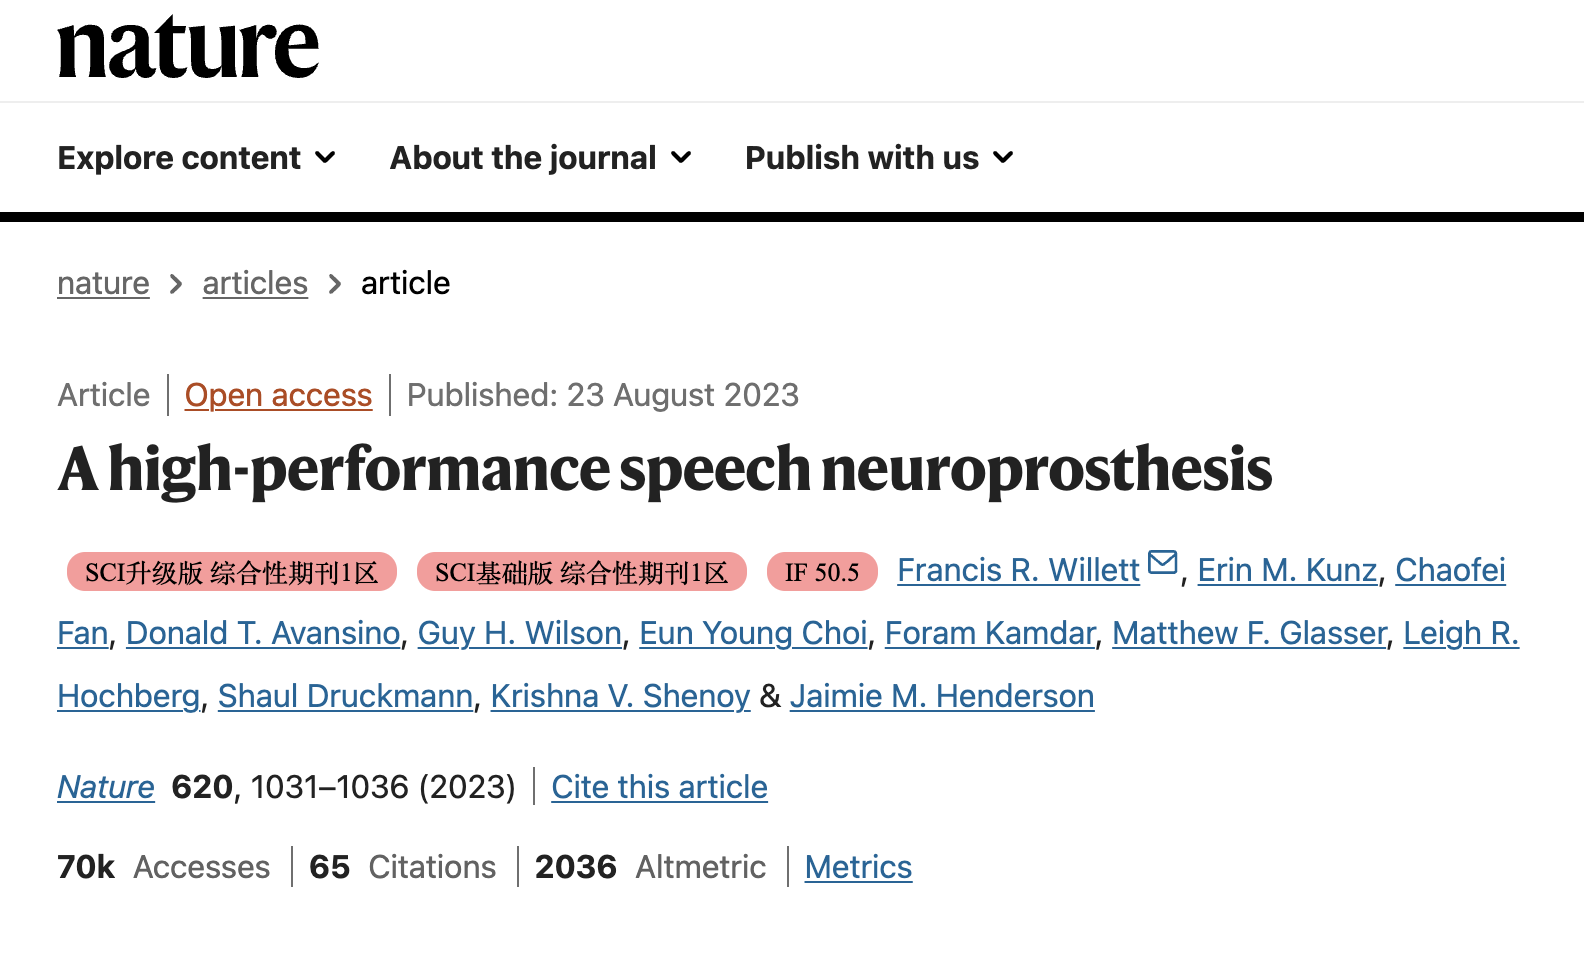 nature
Explore content About the journal Publish with us
nature > articles > article
Article | Open access | Published: 23 August 2023
A high-performance speech neuroprosthesis
SCI升级版 综合性期刊1区 SCI基础版 综合性期刊1区 IF 50.5 Francis R. Willett, Erin M. Kunz, Chaofei
Fan, Donald T. Avansino, Guy H. Wilson, Eun Young Choi, Foram Kamdar, Matthew F. Glasser, Leigh R.
Hochberg, Shaul Druckmann, Krishna V. Shenoy & Jaimie M. Henderson
Nature 620, 1031–1036 (2023) | Cite this article
70k Accesses | 65 Citations | 2036 Altmetric | Metrics